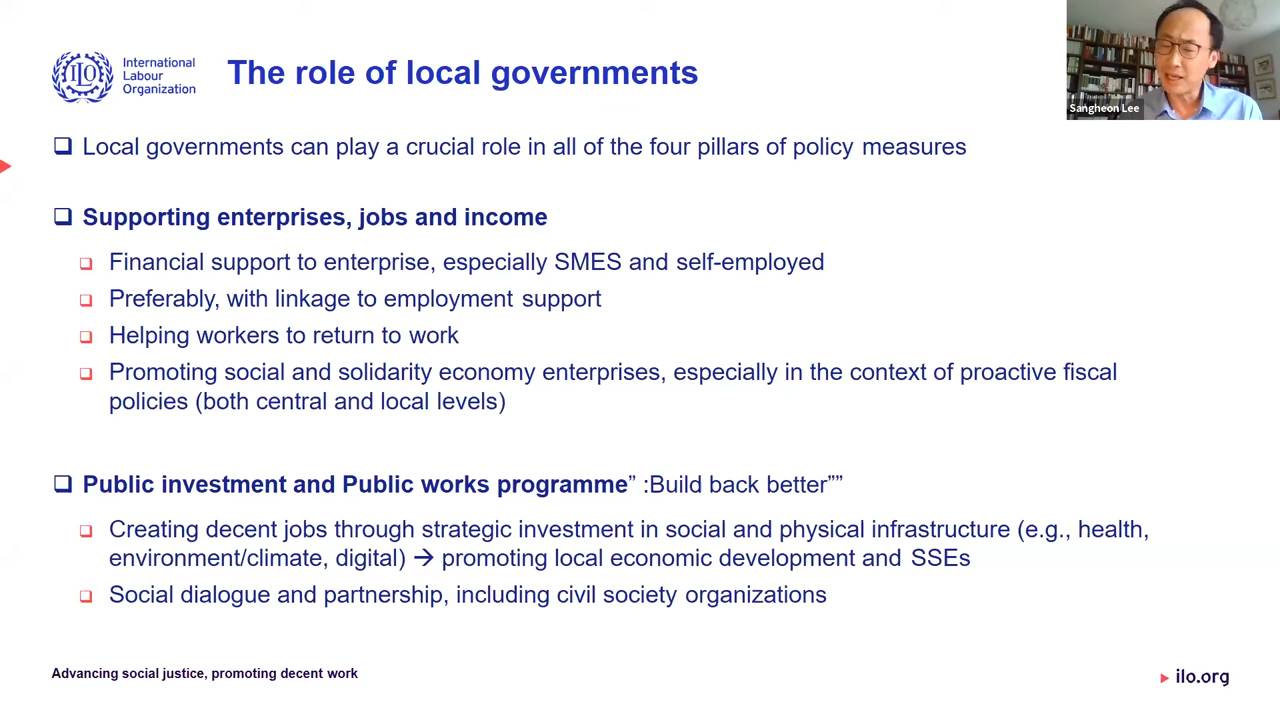 International
Labour
Organization
The role of local governments
Sangheon Lee
❑ Local governments can play a crucial role in all of the four pillars of policy measures
❑ Supporting enterprises, jobs and income
❑ Financial support to enterprise, especially SMES and self-employed
❑ Preferably, with linkage to employment support
❑ Helping workers to return to work
❑ Promoting social and solidarity economy enterprises, especially in the context of proactive fiscal
policies (both central and local levels)
❑ Public investment and Public works programme” :Build back better””
❑ Creating decent jobs through strategic investment in social and physical infrastructure (e.g., health,
environment/climate, digital) → promoting local economic development and SSEs
❑ Social dialogue and partnership, including civil society organizations
Advancing social justice, promoting decent work
ilo.org